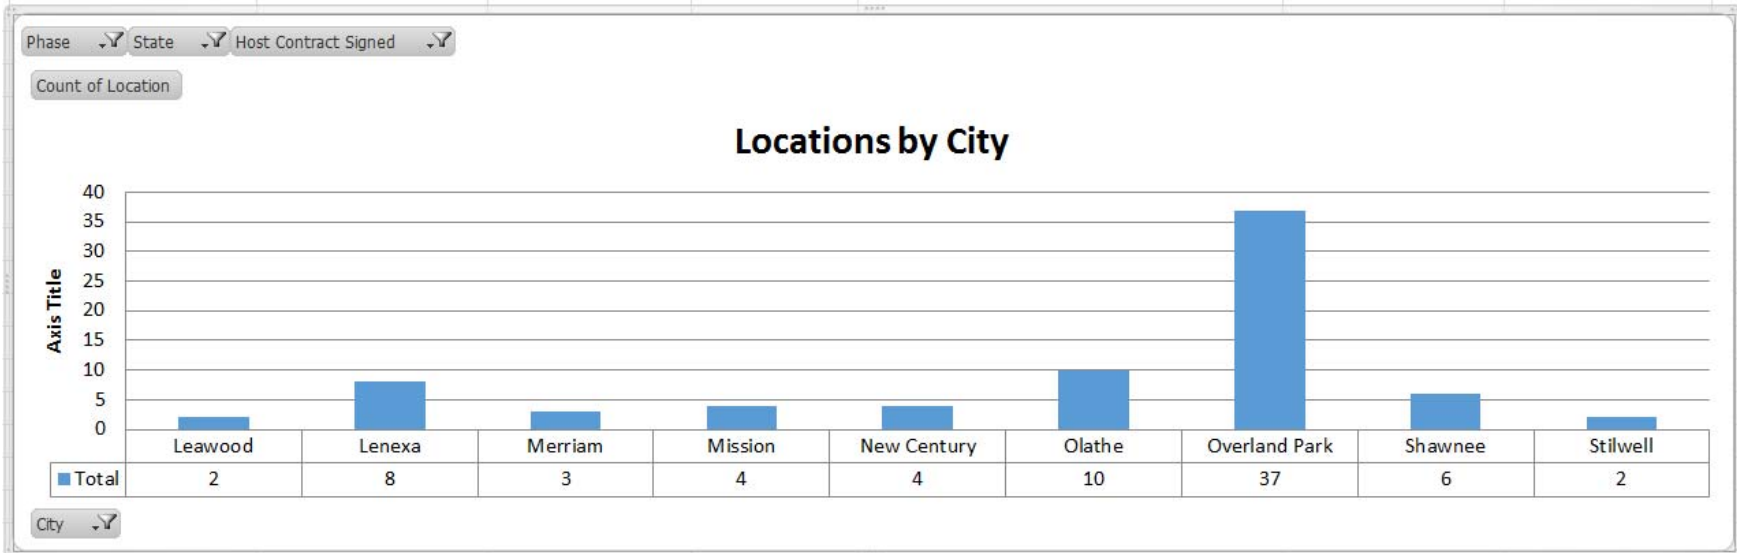 Phase State Host Contract Signed
Count of Location
Locations by City
40
35
30
25
20
15
10
5
0
Axis Title
Leawood Lenexa Merriam Mission New Century Olathe Overland Park Shawnee Stilwell
Total 2 8 3 4 4 10 37 6 2
City